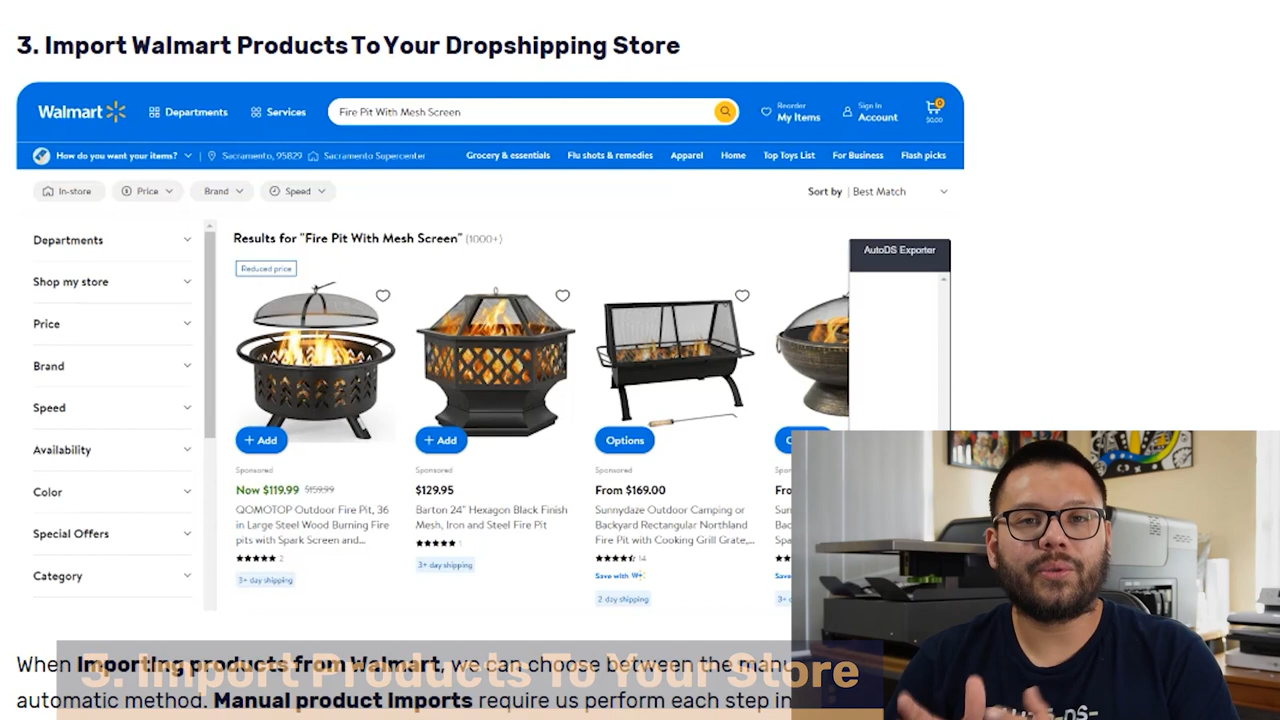 3. Import Walmart Products To Your Dropshipping Store
Walmart
Departments
Services
Fire Pit With Mesh Screen
Reorder
My Items
Sign In
Account
0
$0.00
How do you want your items?
Sacramento, 95829
Sacramento Supercenter
Grocery & essentials
Flu shots & remedies
Apparel
Home
Top Toys List
For Business
Flash picks
In-store
Price
Brand
Speed
Sort by | Best Match
Departments
Shop my store
Price
Brand
Speed
Availability
Color
Special Offers
Category
Results for "Fire Pit With Mesh Screen" (1000+)
AutoDS Exporter
Reduced price
+ Add
+ Add
Options
Sponsored
Now $119.99 $159.99
QOMOTOP Outdoor Fire Pit, 36
in Large Steel Wood Burning Fire
pits with Spark Screen and...
2
3+ day shipping
Sponsored
$129.95
Barton 24" Hexagon Black Finish
Mesh, Iron and Steel Fire Pit
1
3+ day shipping
Sponsored
From $169.00
Sunnydaze Outdoor Camping or
Backyard Rectangular Northland
Fire Pit with Cooking Grill Grate,...
14
Save with W+
2 day shipping
Save
3+
When Importing products from Walmart, we can choose between the manu
automatic method. Manual product Imports require us perform each step in
3. Import Products To Your Store